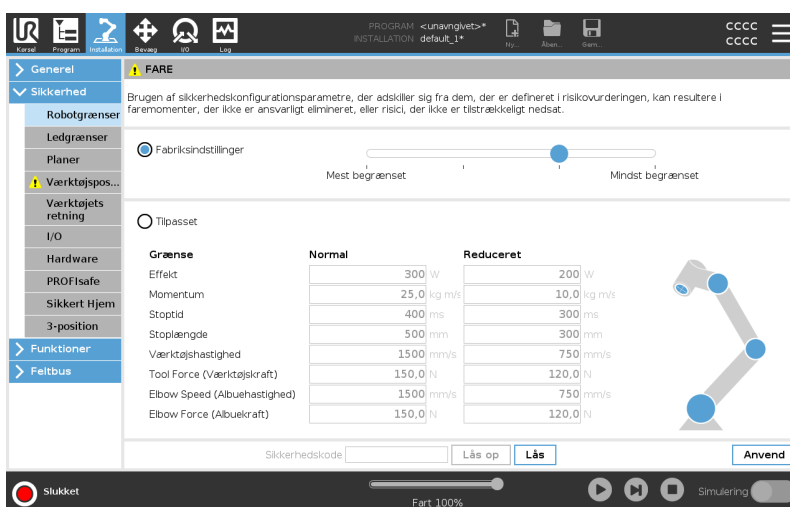 UR
Kørsel
Program
Installation
Bevæg
I/O
Log
PROGRAM <unavngivet>*
INSTALLATION default_1*
Ny...
Åben...
Gem...
CCCC
CCCC
Generel
Sikkerhed
Robotgrænser
Ledgrænser
Planer
Værktøjspos...
Værktøjets
retning
I/O
Hardware
PROFIsafe
Sikkert Hjem
3-position
Funktioner
Feltbus
FARE
Brugen af sikkerhedskonfigurationsparametre, der adskiller sig fra dem, der er defineret i risikovurderingen, kan resultere i
faremomenter, der ikke er ansvarligt elimineret, eller risici, der ikke er tilstrækkeligt nedsat.
Fabriksindstillinger
Mest begrænset Mindst begrænset
Tilpasset
Grænse Normal Reduceret
Effekt 300 W 200 W
Momentum 25,0 kg m/s 10,0 kg m/s
Stoptid 400 ms 300 ms
Stoplængde 500 mm 300 mm
Værktøjshastighed 1500 mm/s 750 mm/s
Tool Force (Værktøjskraft) 150,0 N 120,0 N
Elbow Speed (Albuehastighed) 1500 mm/s 750 mm/s
Elbow Force (Albuekraft) 150,0 N 120,0 N
Sikkerhedskode Lås op Lås Anvend
Slukket
Fart 100%
Simulering